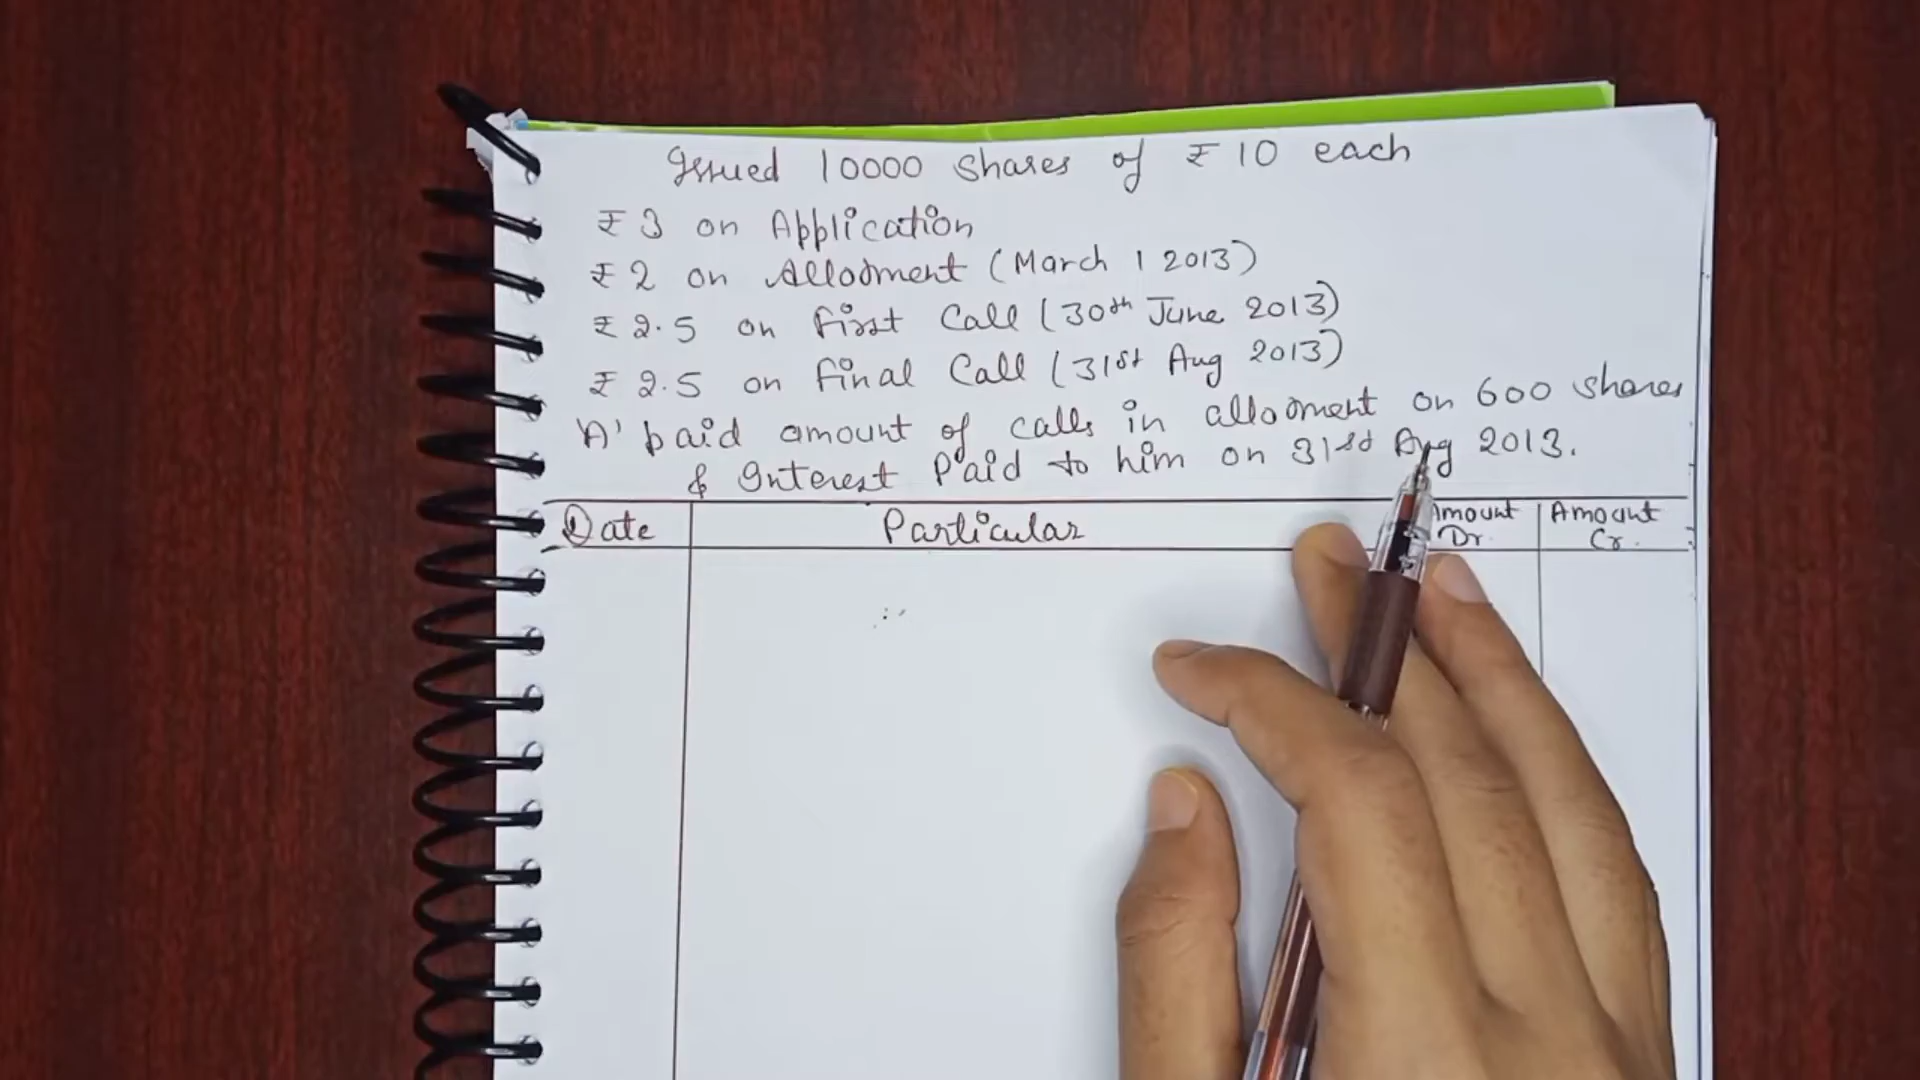 Issued 10000 shares of ₹ 10 each
₹ 3 on Application
₹ 2 on Allotment (March 1 2013)
₹ 2.5 on First Call (30th June 2013)
₹ 2.5 on Final Call (31st Aug 2013)
'A' paid amount of calls in allotment on 600 shares
& Interest Paid to him on 31st Aug 2013.
Date Particular Amount Dr. Amount Cr.